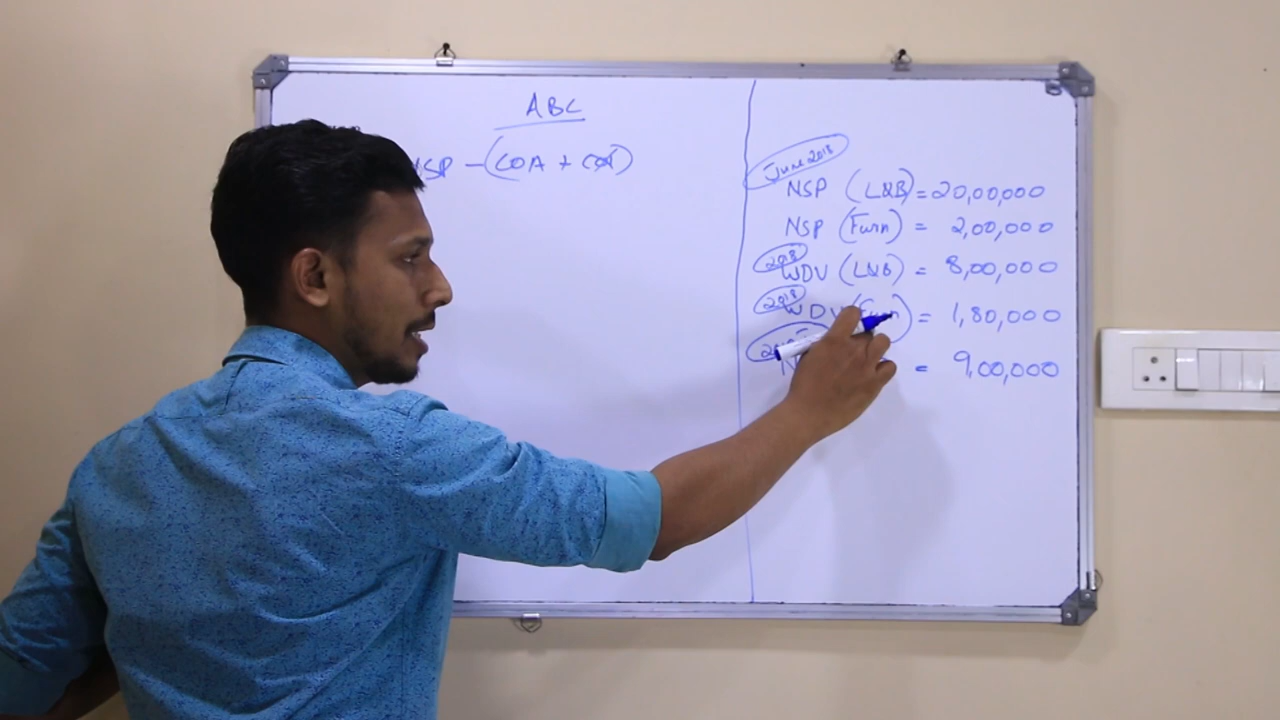 ABC
NSP - (COA + COI)
June 2018
NSP (L&B) = 20,00,000
NSP (Furn) = 2,00,000
2018
WDV (L&B) = 8,00,000
2018
WDV (Furn) = 1,80,000
= 9,00,000